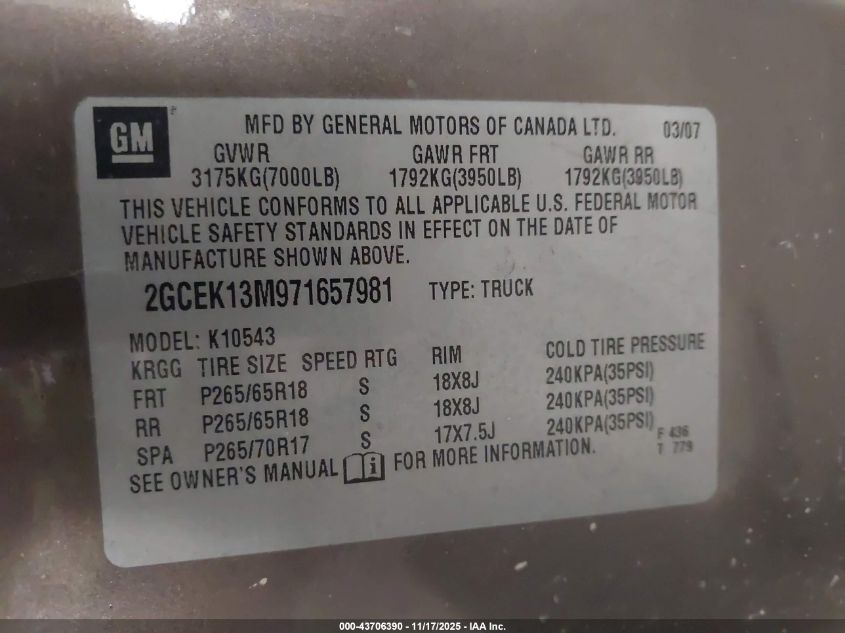 GM
MFD BY GENERAL MOTORS OF CANADA LTD. 03/07
GVWR GAWR FRT GAWR RR
3175KG(7000LB) 1792KG(3950LB) 1792KG(3950LB)
THIS VEHICLE CONFORMS TO ALL APPLICABLE U.S. FEDERAL MOTOR
VEHICLE SAFETY STANDARDS IN EFFECT ON THE DATE OF
MANUFACTURE SHOWN ABOVE.
2GCEK13M971657981 TYPE: TRUCK
MODEL: K10543
KRGG TIRE SIZE SPEED RTG RIM COLD TIRE PRESSURE
FRT P265/65R18 S 18X8J 240KPA(35PSI)
RR P265/65R18 S 18X8J 240KPA(35PSI)
SPA P265/70R17 S 17X7.5J 240KPA(35PSI) F 436
SEE OWNER'S MANUAL FOR MORE INFORMATION. T 779
000-43706390 - 11/17/2025 - IAA Inc.